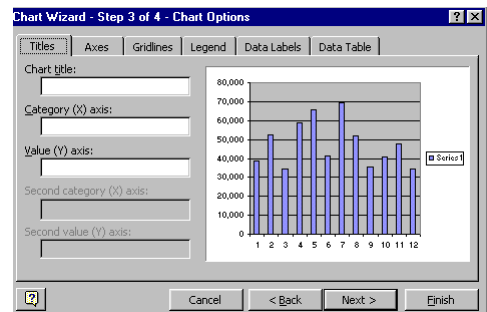 Chart Wizard - Step 3 of 4 - Chart Options ? X
Titles Axes Gridlines Legend Data Labels Data Table
Chart title:
Category (X) axis:
Value (Y) axis:
Second category (X) axis:
Second value (Y) axis:
80,000
70,000
60,000
50,000
40,000
30,000
20,000
10,000
0
1 2 3 4 5 6 7 8 9 10 11 12
Series1
? Cancel < Back Next > Finish